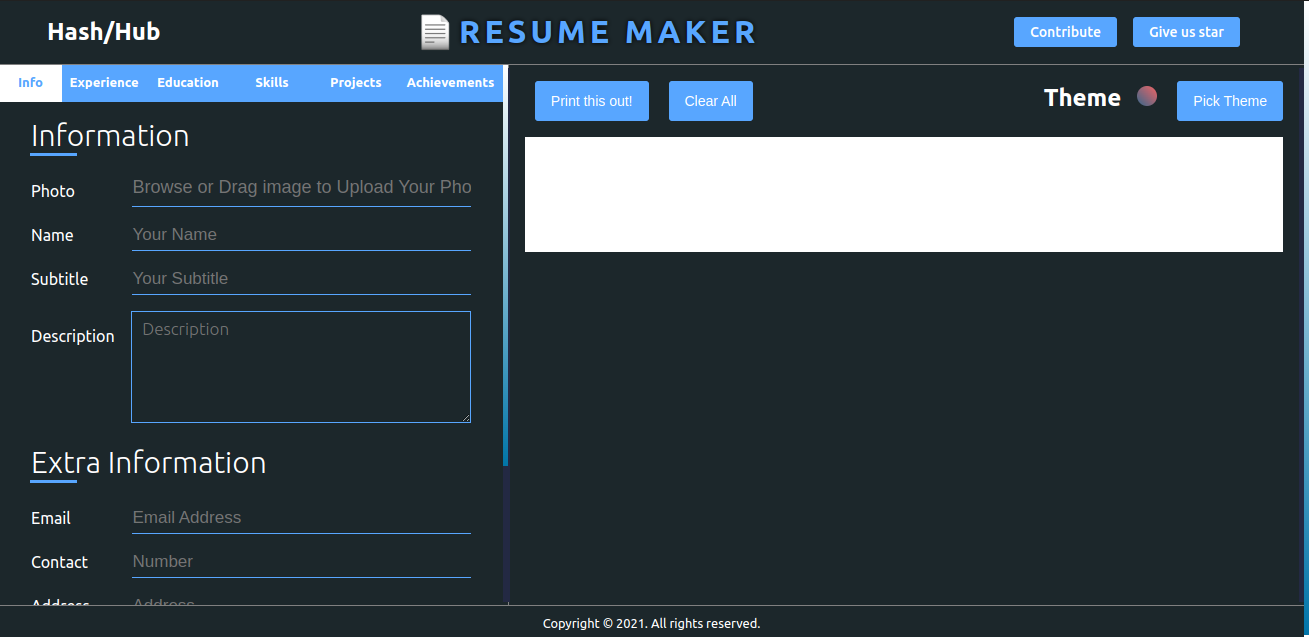 Hash/Hub
RESUME MAKER
Contribute
Give us star
Info
Experience
Education
Skills
Projects
Achievements
Information
Photo
Browse or Drag image to Upload Your Pho
Name
Your Name
Subtitle
Your Subtitle
Description
Description
Extra Information
Email
Email Address
Contact
Number
Address
Address
Print this out!
Clear All
Theme
Pick Theme
Copyright © 2021. All rights reserved.